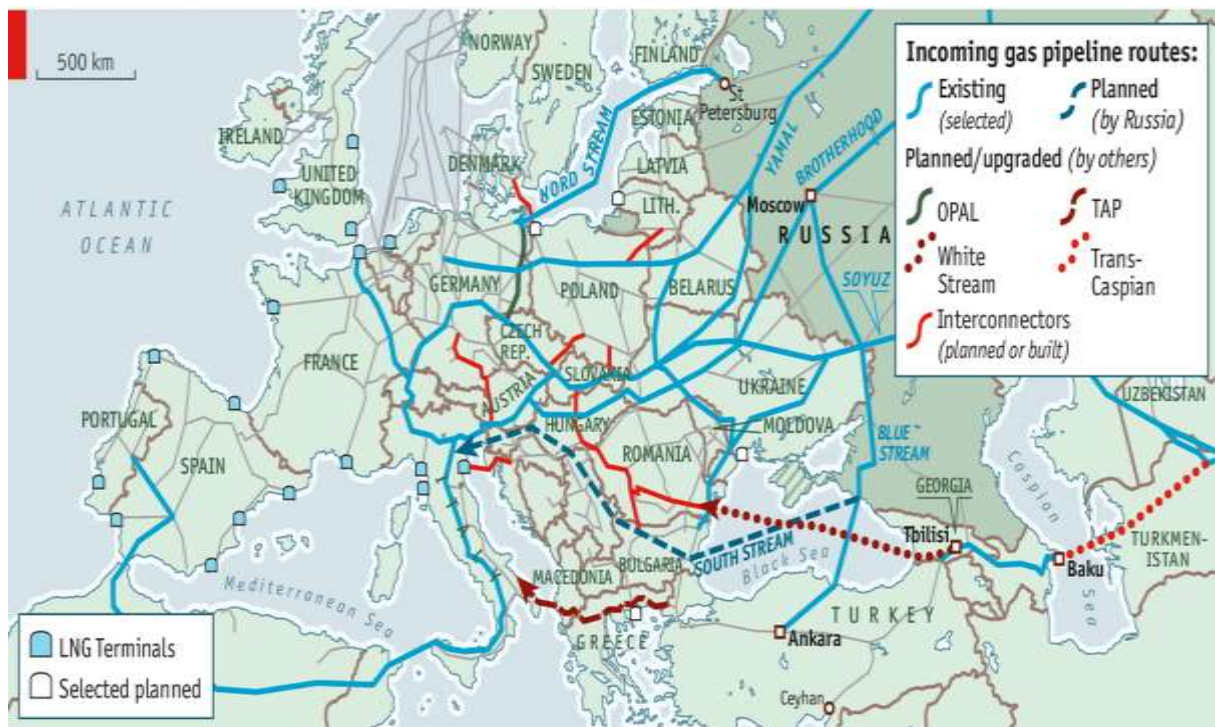 500 km
NORWAY
SWEDEN
FINLAND
St
Petersburg
ESTONIA
LATVIA
LITH.
IRELAND
UNITED
KINGDOM
DENMARK
NORD STREAM
YAMAL
BROTHERHOOD
Moscow
RUSSIA
ATLANTIC
OCEAN
GERMANY
POLAND
BELARUS
SOYUZ
CZECH
REP.
FRANCE
SLOVAKIA
UKRAINE
AUSTRIA
HUNGARY
MOLDOVA
PORTUGAL
SPAIN
ROMANIA
BLUE
STREAM
GEORGIA
Caspian
Sea
UZBEKISTAN
Tbilisi
Baku
TURKMEN-
ISTAN
SOUTH STREAM
Black Sea
BULGARIA
MACEDONIA
Mediterranean Sea
GREECE
TURKEY
Ankara
Ceyhan
Incoming gas pipeline routes:
Existing
(selected)
Planned
(by Russia)
Planned/upgraded (by others)
OPAL
TAP
White
Stream
Trans-
Caspian
Interconnectors
(planned or built)
LNG Terminals
Selected planned